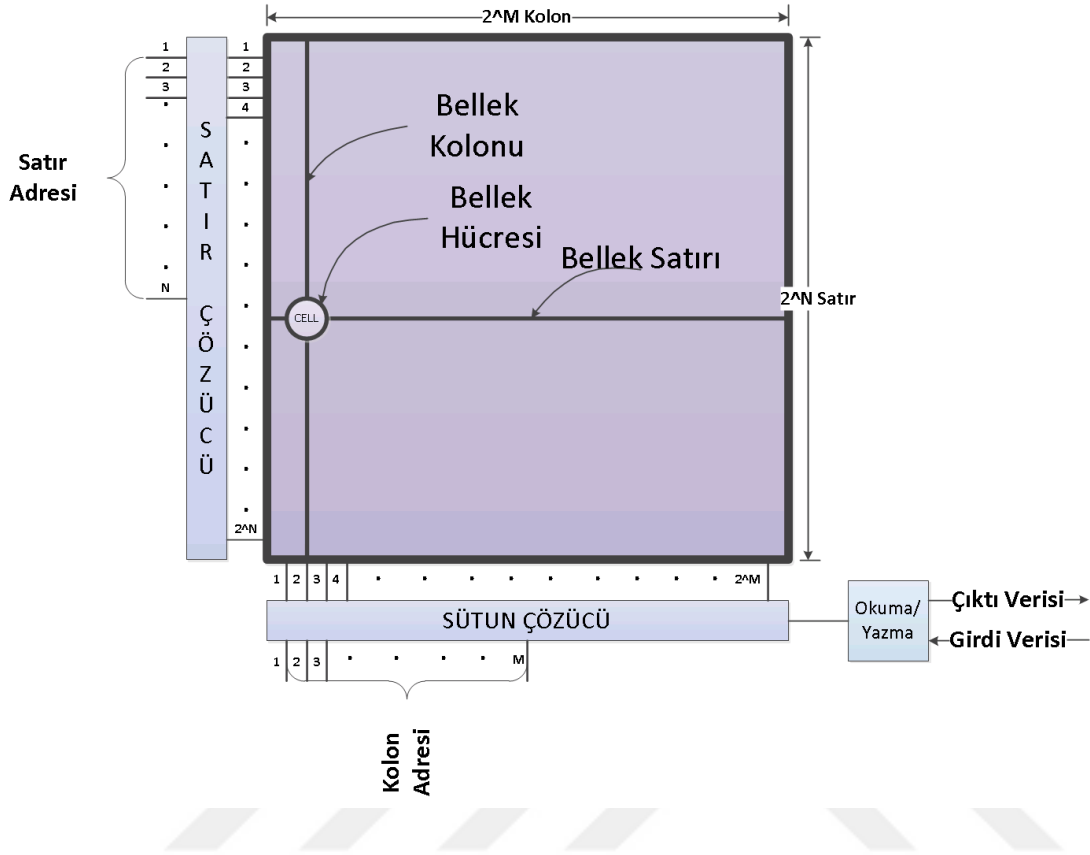 2^M Kolon
1
2
3
N
Satır
Adresi
SATIR ÇÖZÜCÜ
1
2
3
4
2^N
Bellek
Kolonu
Bellek
Hücresi
Bellek Satırı
CELL
2^N Satır
1 2 3 4 2^M
SÜTUN ÇÖZÜCÜ
1 2 3 M
Kolon
Adresi
Okuma/
Yazma
Çıktı Verisi
Girdi Verisi